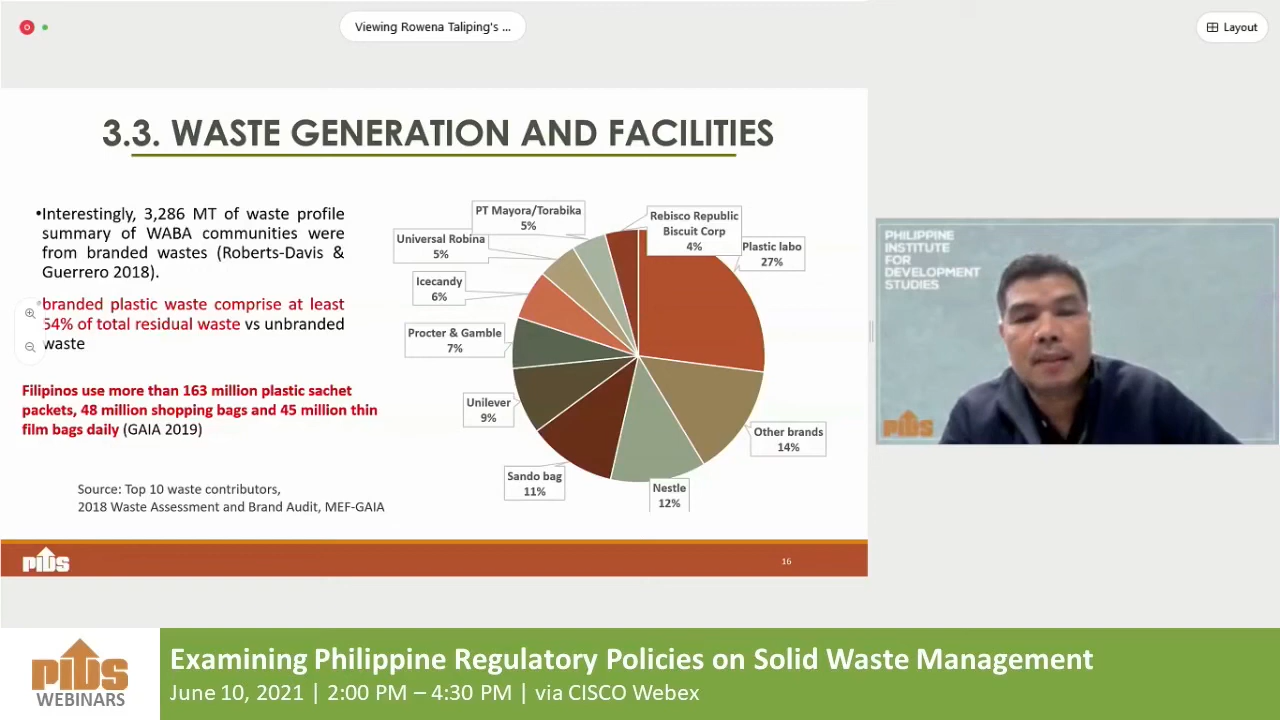 Viewing Rowena Taliping's ...
Layout
3.3. WASTE GENERATION AND FACILITIES
•Interestingly, 3,286 MT of waste profile
summary of WABA communities were
from branded wastes (Roberts-Davis &
Guerrero 2018).
•branded plastic waste comprise at least
54% of total residual waste vs unbranded
waste
Filipinos use more than 163 million plastic sachet
packets, 48 million shopping bags and 45 million thin
film bags daily (GAIA 2019)
Source: Top 10 waste contributors,
2018 Waste Assessment and Brand Audit, MEF-GAIA
PT Mayora/Torabika
5%
Rebisco Republic
Biscuit Corp
4%
Universal Robina
5%
Plastic labo
27%
Icecandy
6%
Procter & Gamble
7%
Unilever
9%
Other brands
14%
Sando bag
11%
Nestle
12%
PIDS
16
PHILIPPINE
INSTITUTE
FOR
DEVELOPMENT
STUDIES
PIDS
PIDS
WEBINARS
Examining Philippine Regulatory Policies on Solid Waste Management
June 10, 2021 | 2:00 PM – 4:30 PM | via CISCO Webex